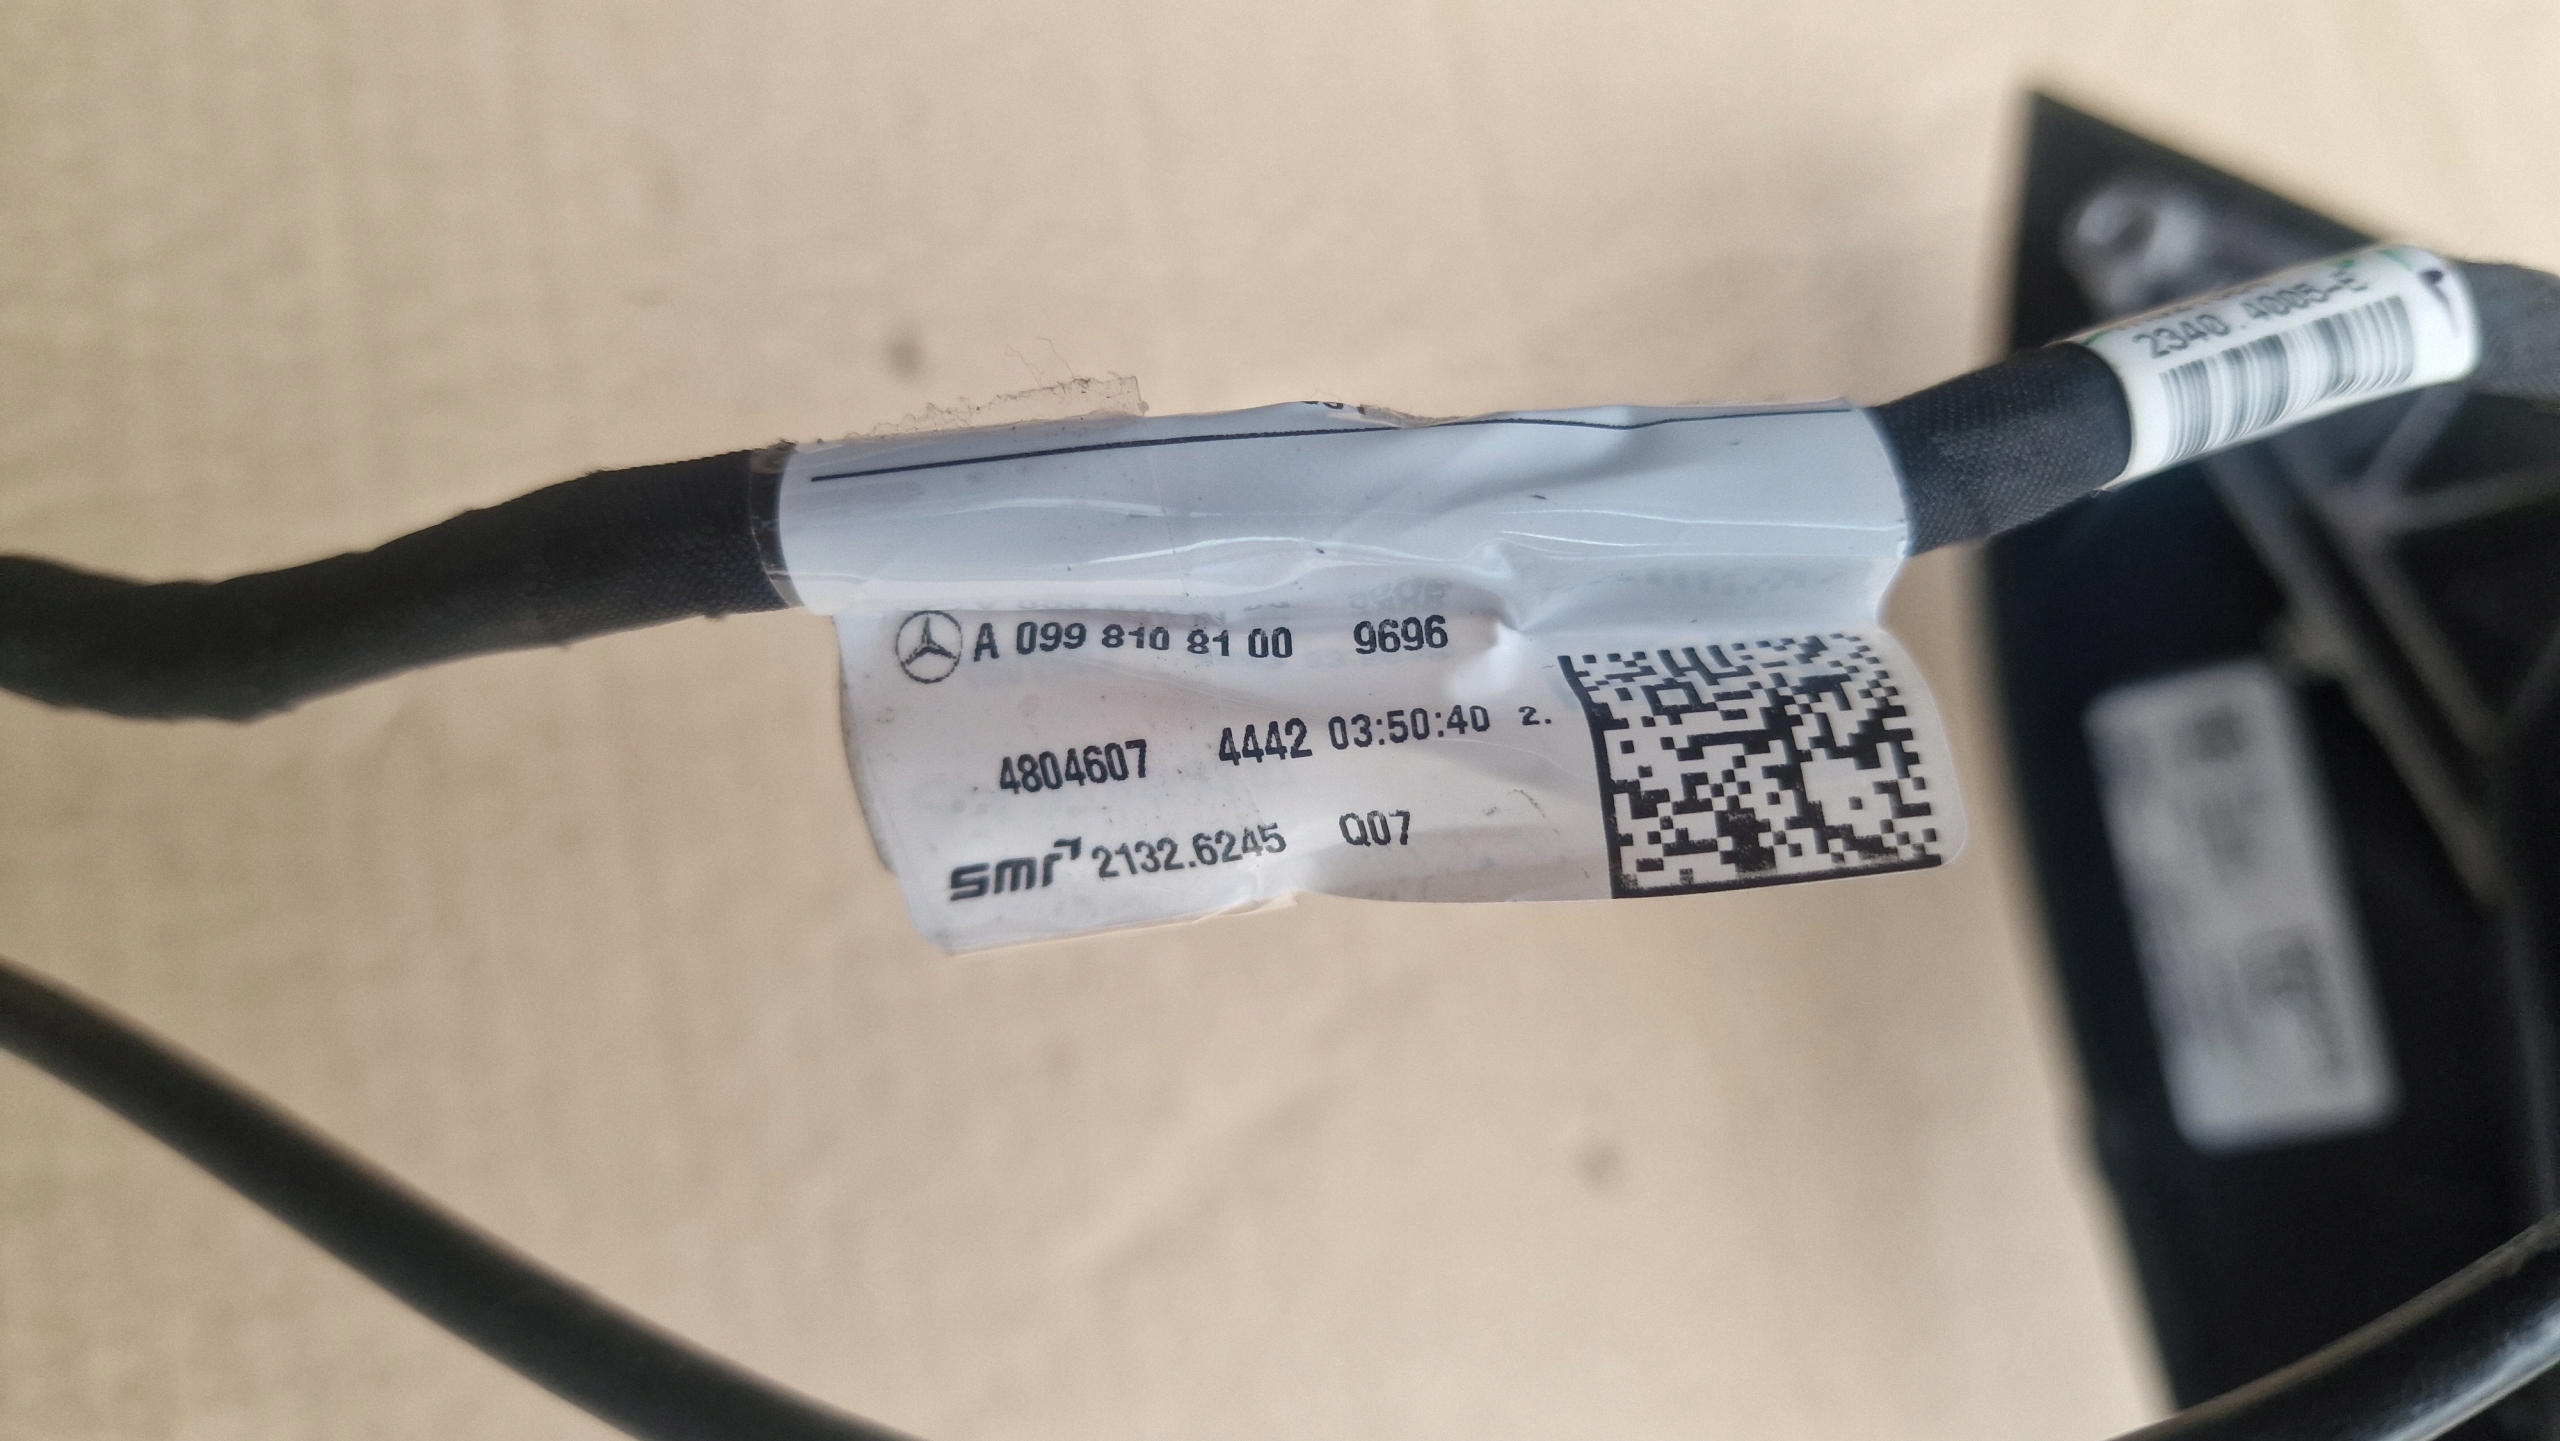 2340.4005-E
A 099 810 81 00 9696
4804607 4442 03:50:40 2.
smr 2132.6245 Q07